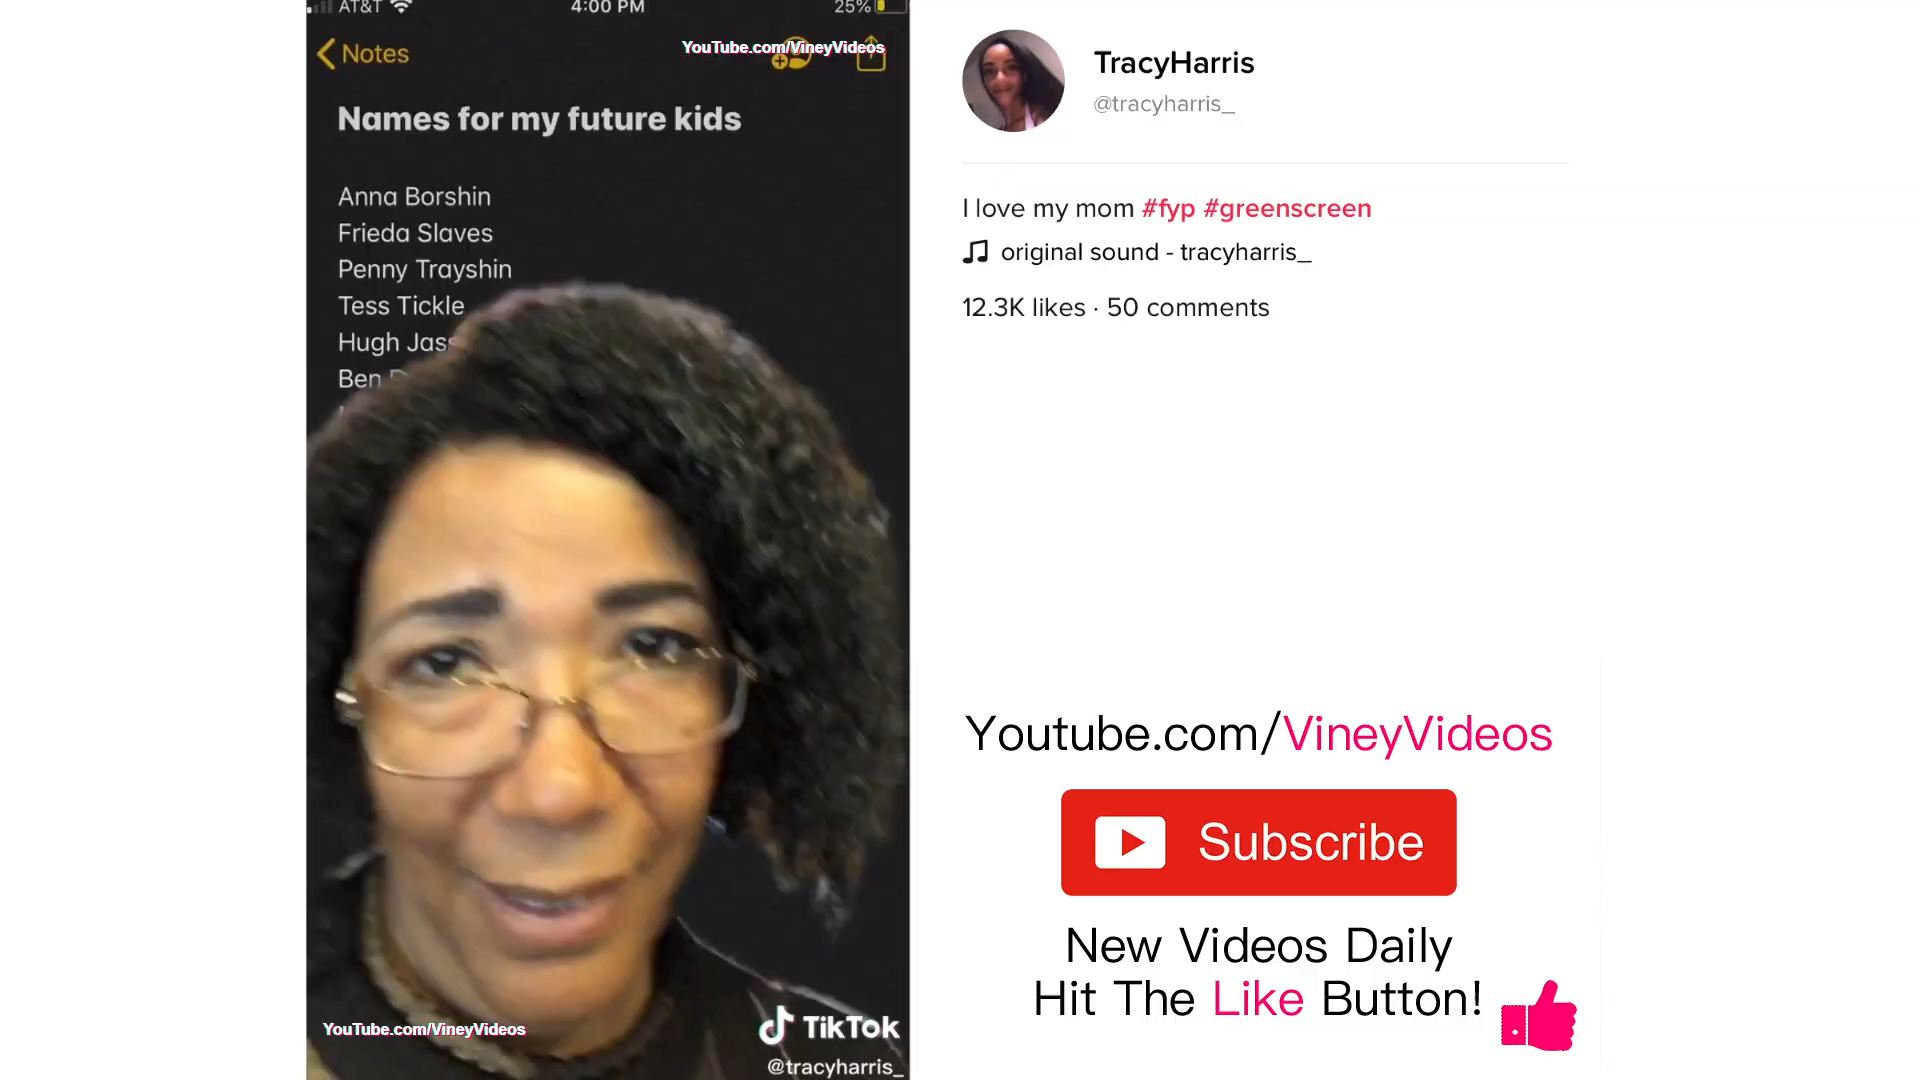 AT&T
4:00 PM
25%
Notes
YouTube.com/VineyVideos
Names for my future kids
Anna Borshin
Frieda Slaves
Penny Trayshin
Tess Tickle
Hugh Jass
Ben
YouTube.com/VineyVideos
TikTok
@tracyharris_
TracyHarris
@tracyharris_
I love my mom #fyp #greenscreen
original sound - tracyharris_
12.3K likes · 50 comments
Youtube.com/VineyVideos
Subscribe
New Videos Daily
Hit The Like Button!